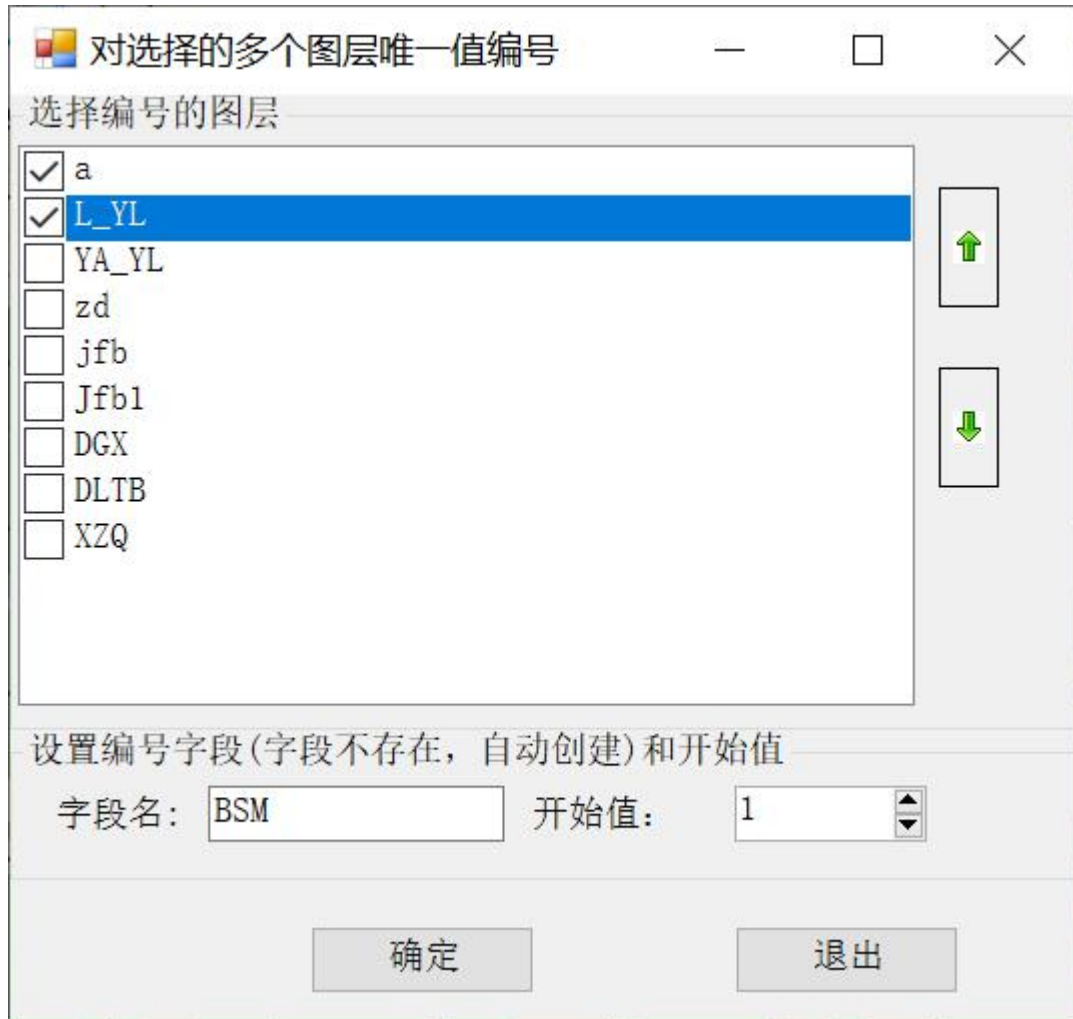 对选择的多个图层唯一值编号
选择编号的图层
a
L_YL
YA_YL
zd
jfb
Jfb1
DGX
DLTB
XZQ
设置编号字段(字段不存在，自动创建)和开始值
字段名: BSM 开始值: 1
确定 退出